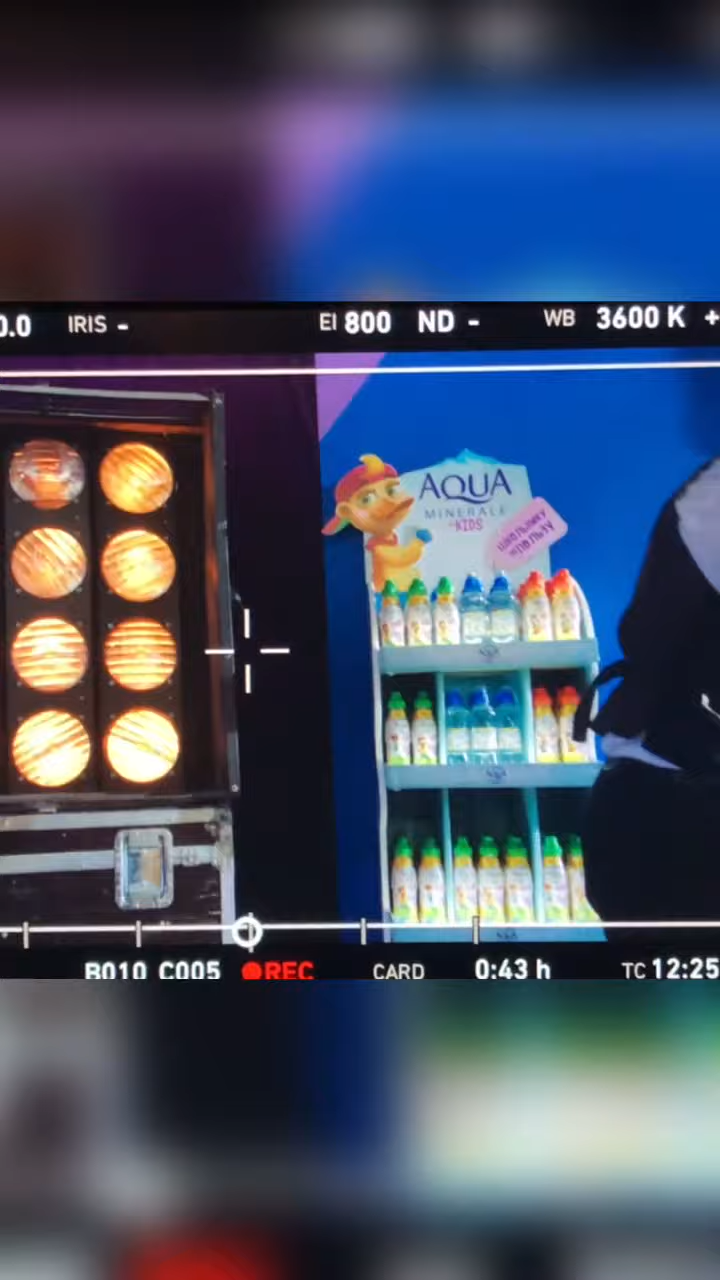 0.0 IRIS - EI 800 ND - WB 3600 K +
AQUA
MINERALE
KIDS
B010 C005 REC CARD 0:43 h TC 12:25